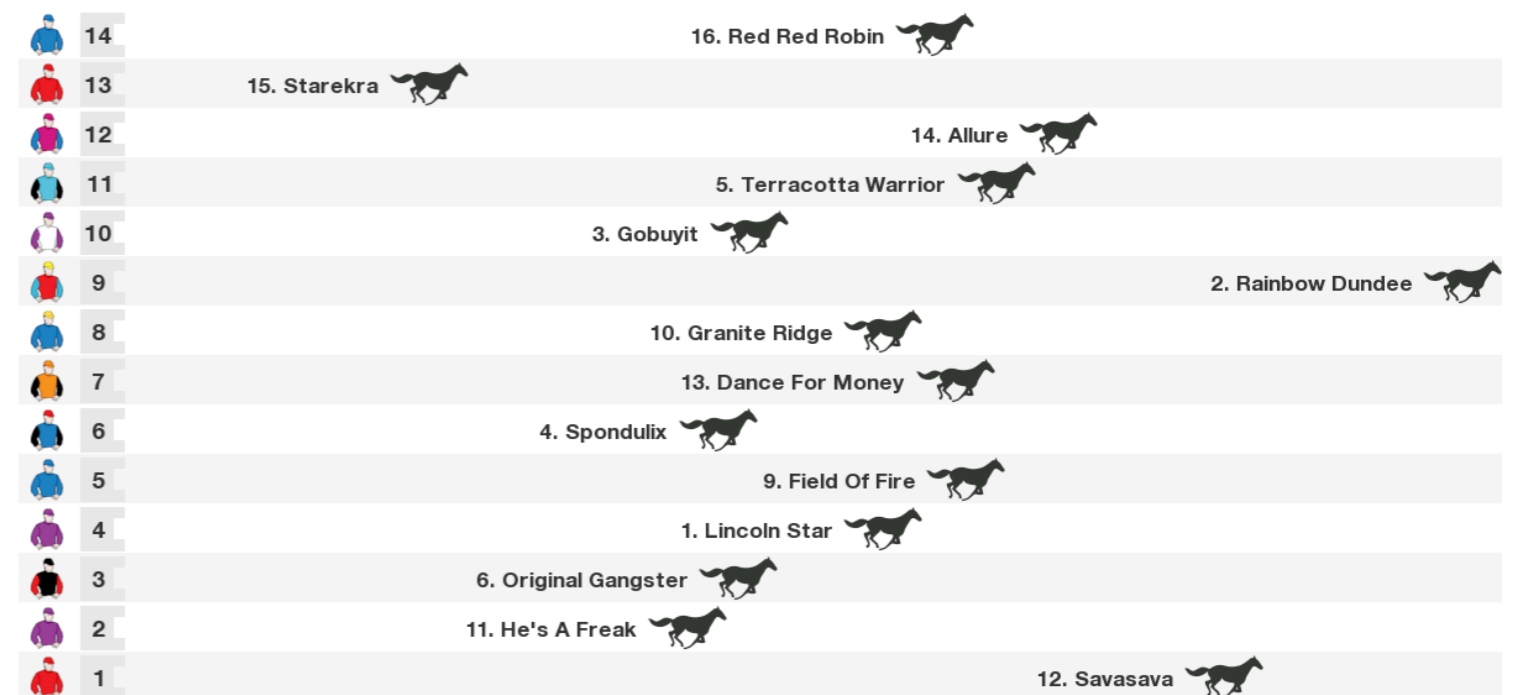 14 16. Red Red Robin
13 15. Starekra
12 14. Allure
11 5. Terracotta Warrior
10 3. Gobuyit
9 2. Rainbow Dundee
8 10. Granite Ridge
7 13. Dance For Money
6 4. Spondulix
5 9. Field Of Fire
4 1. Lincoln Star
3 6. Original Gangster
2 11. He's A Freak
1 12. Savasava